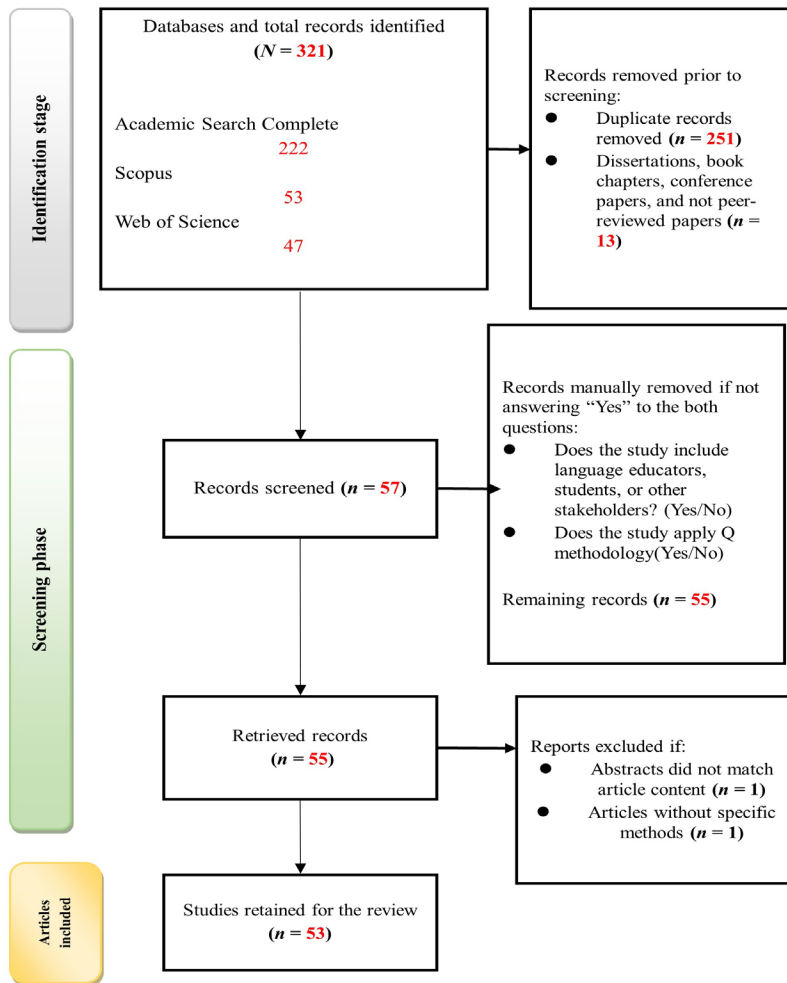 Identification stage
Databases and total records identified
(N = 321)
Academic Search Complete
222
Scopus
53
Web of Science
47
Records removed prior to
screening:
● Duplicate records
removed (n = 251)
● Dissertations, book
chapters, conference
papers, and not peer-
reviewed papers (n =
13)
Screening phase
Records screened (n = 57)
Records manually removed if not
answering “Yes” to the both
questions:
● Does the study include
language educators,
students, or other
stakeholders? (Yes/No)
● Does the study apply Q
methodology(Yes/No)
Remaining records (n = 55)
Retrieved records
(n = 55)
Reports excluded if:
● Abstracts did not match
article content (n = 1)
● Articles without specific
methods (n = 1)
Articles
included
Studies retained for the review
(n = 53)